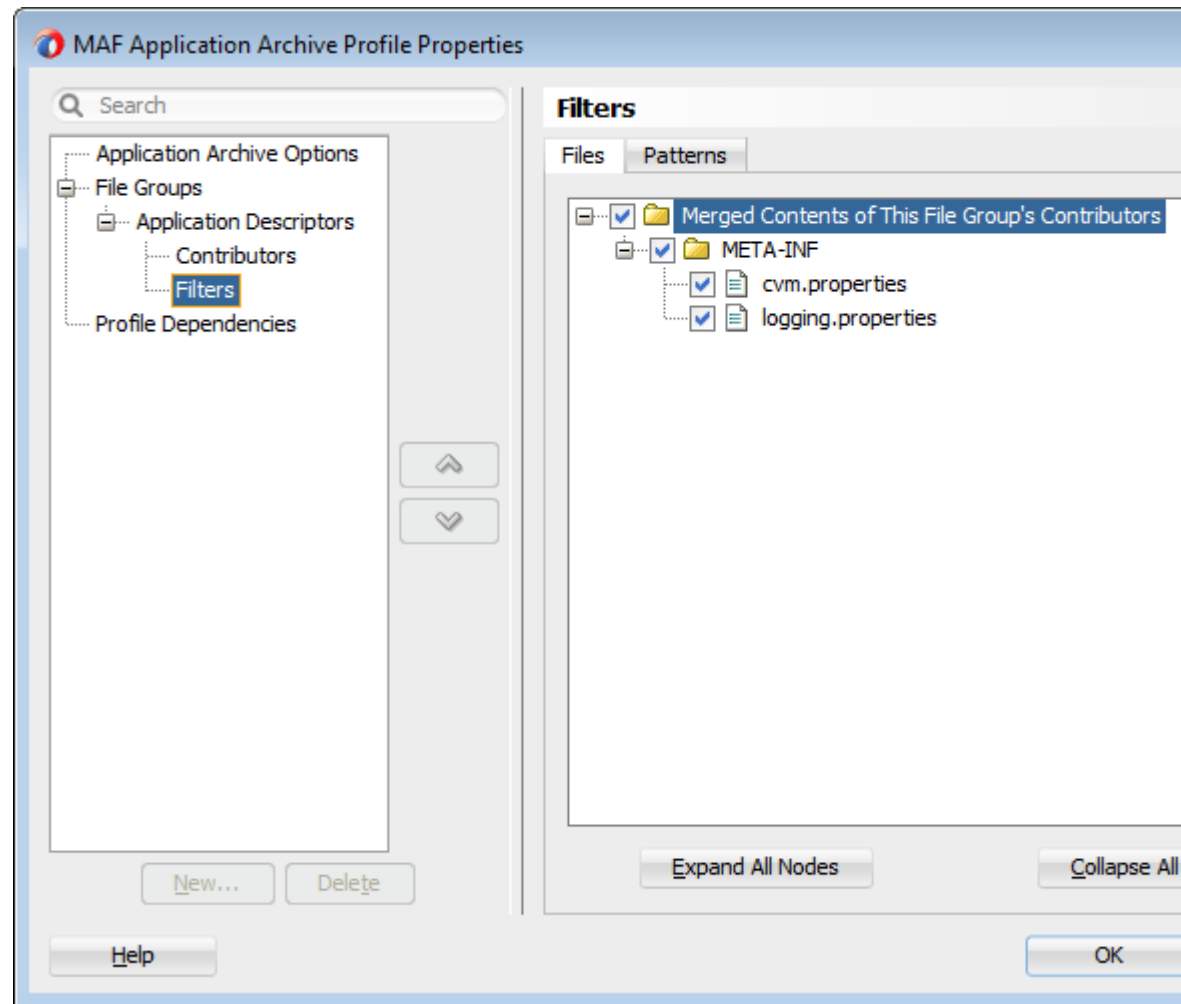 MAF Application Archive Profile Properties
Search
Application Archive Options
File Groups
Application Descriptors
Contributors
Filters
Profile Dependencies
New...
Delete
Help
Filters
Files
Patterns
Merged Contents of This File Group's Contributors
META-INF
cvm.properties
logging.properties
Expand All Nodes
Collapse All
OK